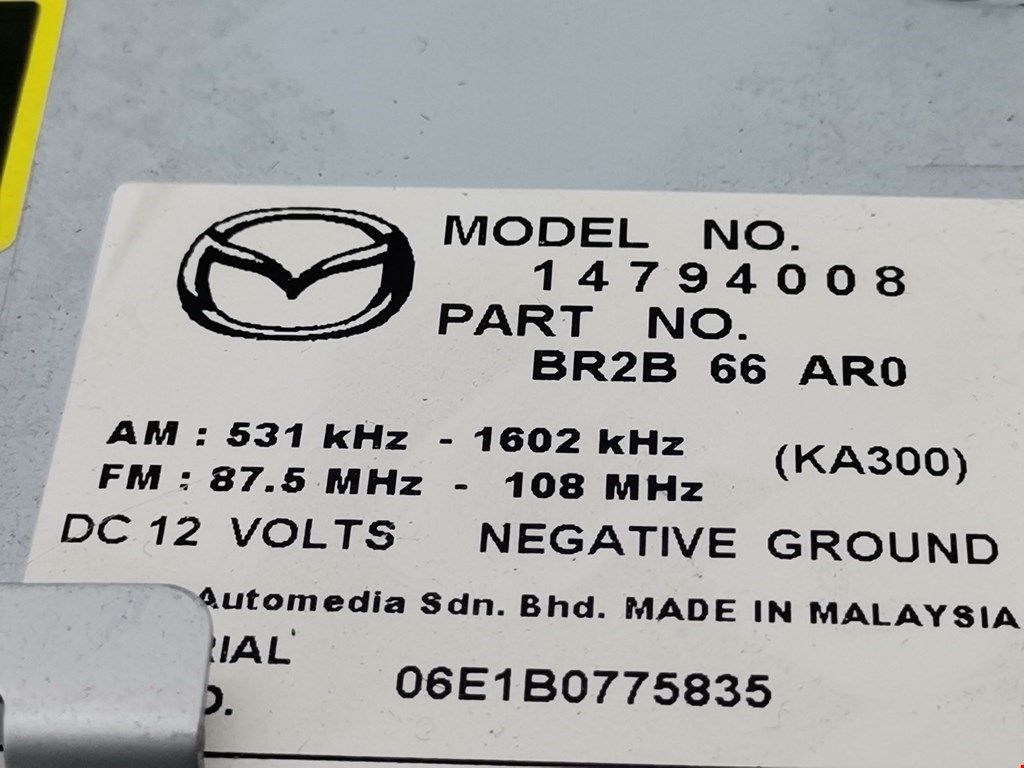 MODEL NO.
14794008
PART NO.
BR2B 66 AR0
AM : 531 kHz - 1602 kHz (KA300)
FM : 87.5 MHz - 108 MHz
DC 12 VOLTS NEGATIVE GROUND
Automedia Sdn. Bhd. MADE IN MALAYSIA
RIAL
O. 06E1B0775835